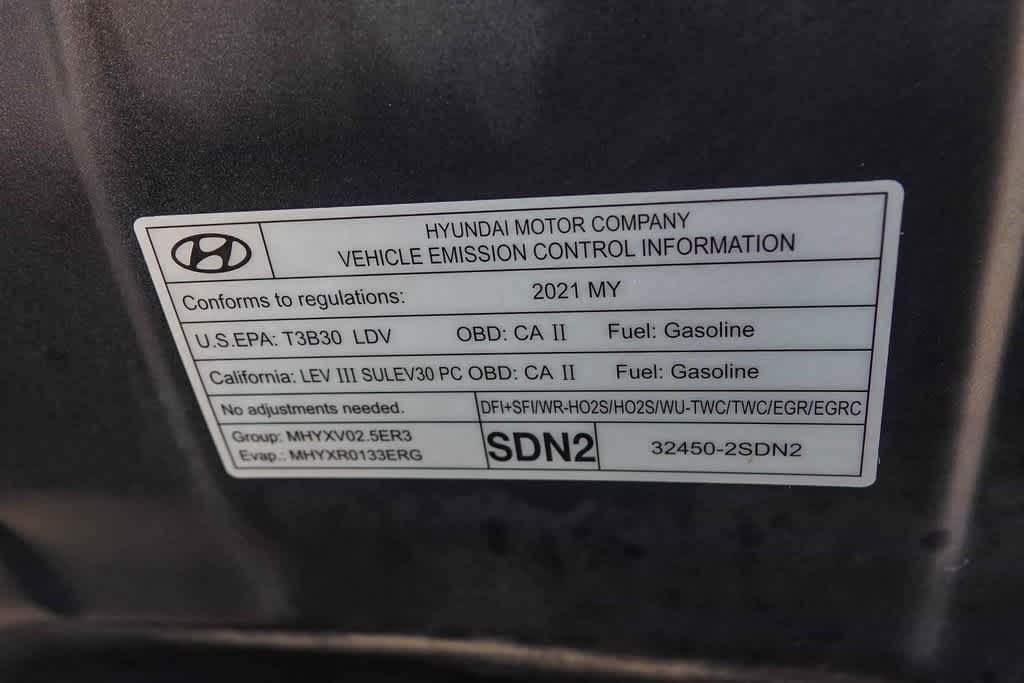 HYUNDAI MOTOR COMPANY
VEHICLE EMISSION CONTROL INFORMATION
Conforms to regulations: 2021 MY
U.S.EPA: T3B30 LDV OBD: CA II Fuel: Gasoline
California: LEV III SULEV30 PC OBD: CA II Fuel: Gasoline
No adjustments needed. DFI+SFI/WR-HO2S/HO2S/WU-TWC/TWC/EGR/EGRC
Group: MHYXV02.5ER3
Evap.: MHYXR0133ERG
SDN2 32450-2SDN2